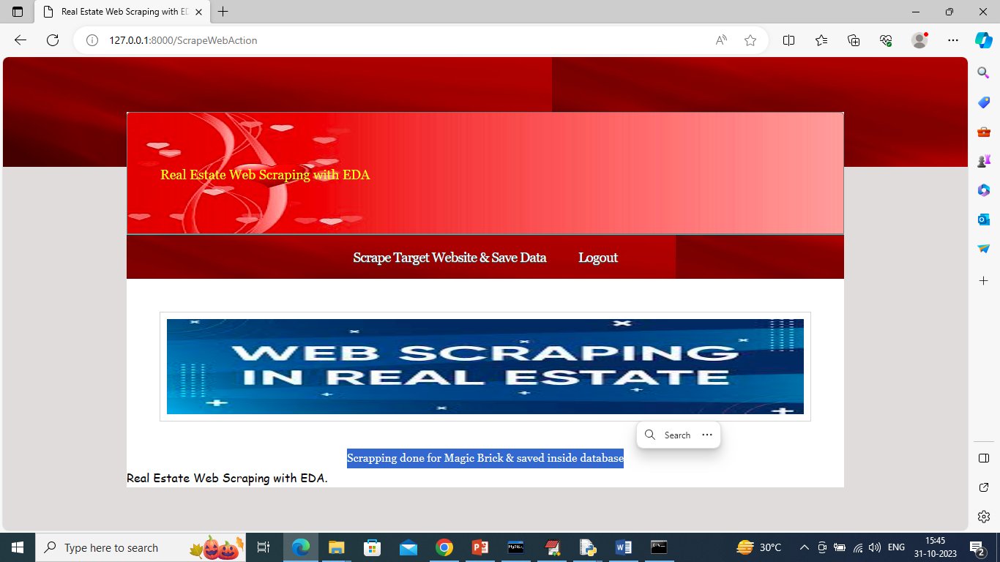 Real Estate Web Scraping with ED
127.0.0.1:8000/ScrapeWebAction
Real Estate Web Scraping with EDA
Scrape Target Website & Save Data Logout
WEB SCRAPING
IN REAL ESTATE
Search
Scrapping done for Magic Brick & saved inside database
Real Estate Web Scraping with EDA.
Type here to search
30°C
ENG
15:45
31-10-2023
2